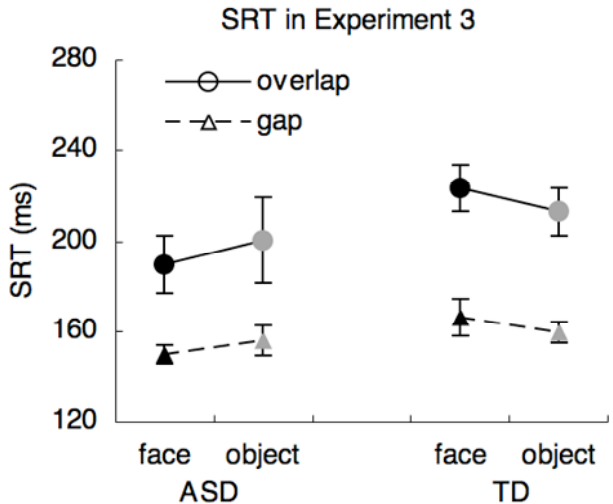 SRT in Experiment 3
280
240
200
160
120
SRT (ms)
overlap
gap
face object face object
ASD TD